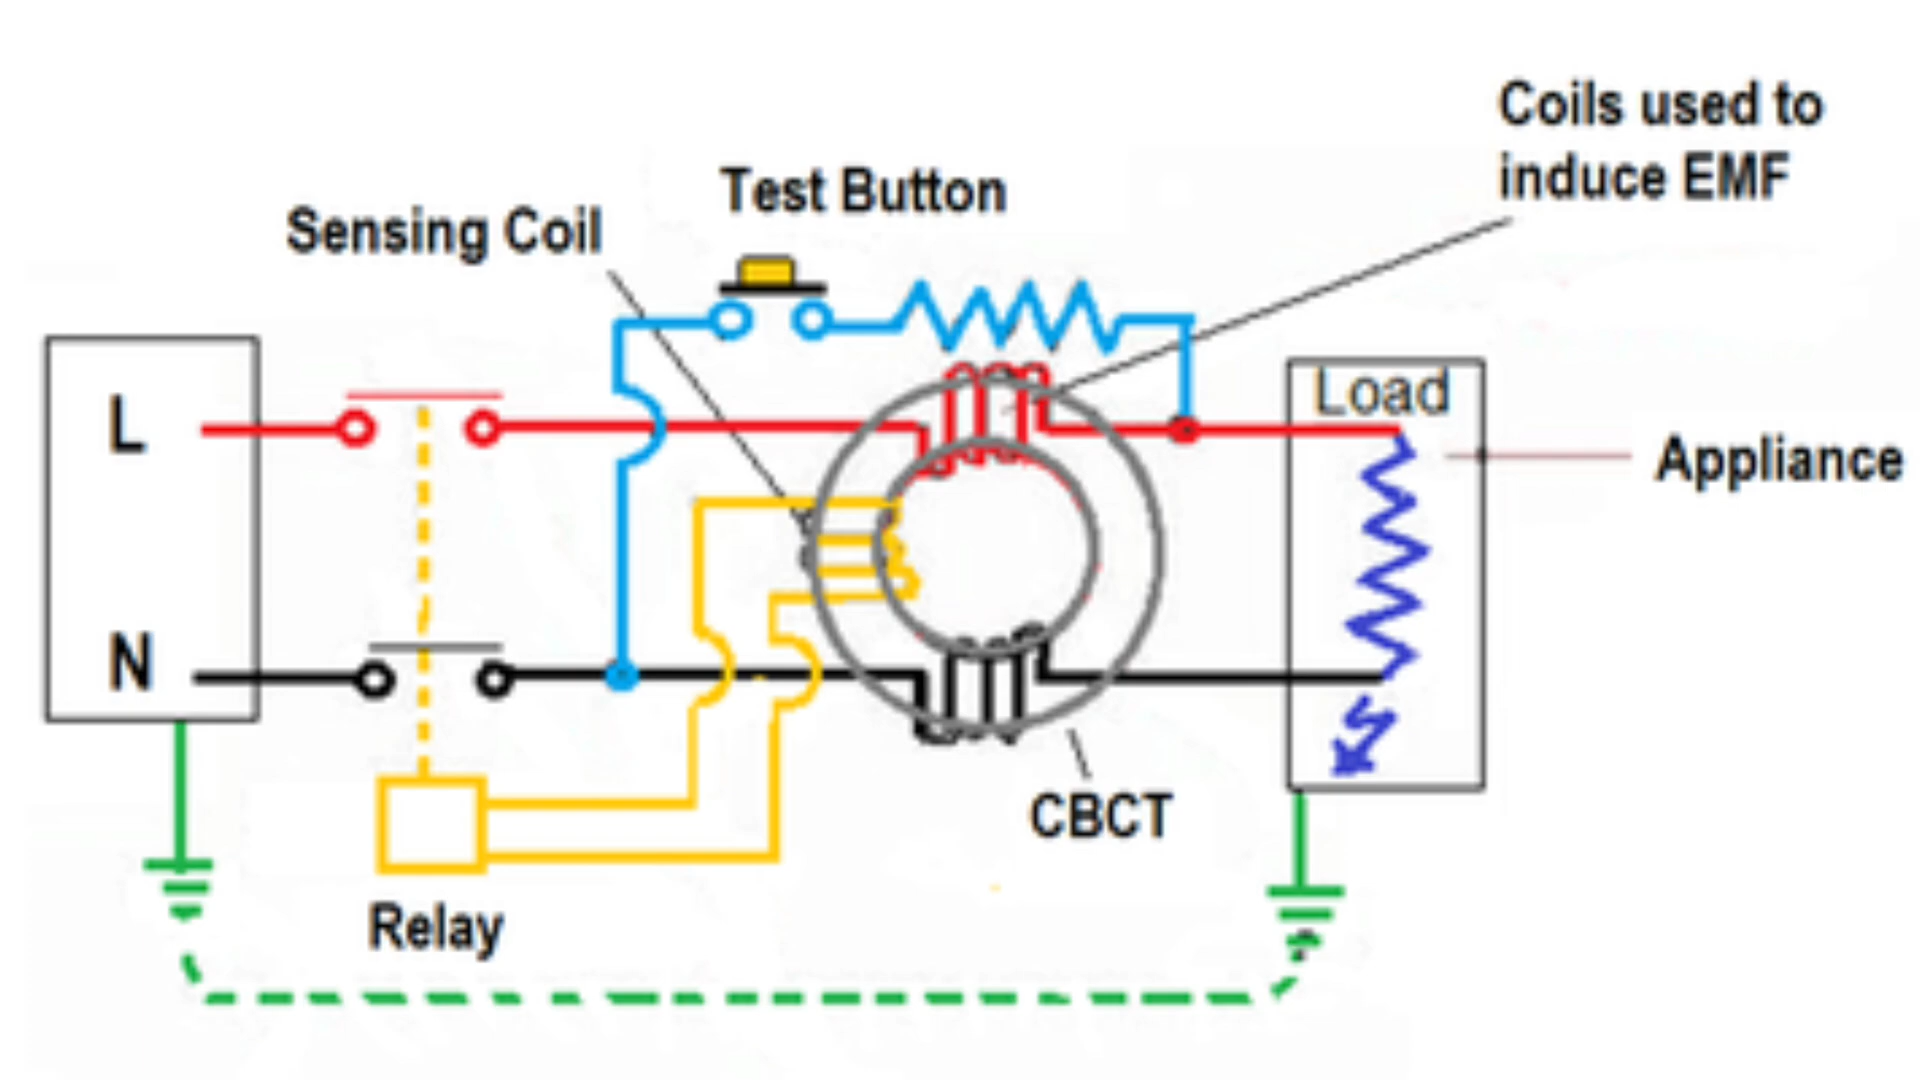 Coils used to
induce EMF
Test Button
Sensing Coil
L
Load
Appliance
N
CBCT
Relay